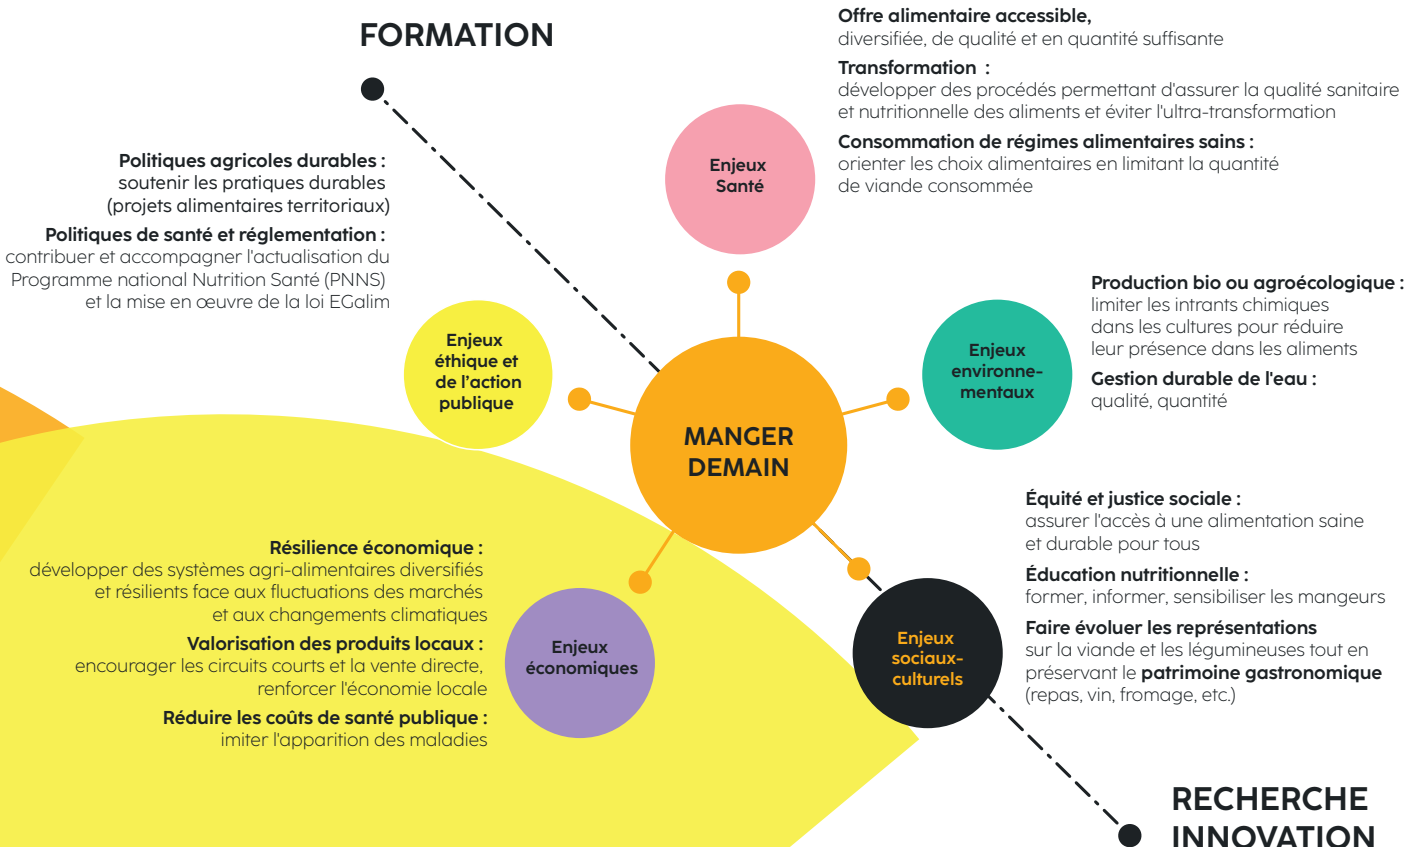 FORMATION
Offre alimentaire accessible,
diversifiée, de qualité et en quantité suffisante
Transformation :
développer des procédés permettant d'assurer la qualité sanitaire
et nutritionnelle des aliments et éviter l'ultra-transformation
Consommation de régimes alimentaires sains :
orienter les choix alimentaires en limitant la quantité
de viande consommée
Enjeux
Santé
Politiques agricoles durables :
soutenir les pratiques durables
(projets alimentaires territoriaux)
Politiques de santé et réglementation :
contribuer et accompagner l'actualisation du
Programme national Nutrition Santé (PNNS)
et la mise en œuvre de la loi EGalim
Enjeux
éthique et
de l'action
publique
Production bio ou agroécologique :
limiter les intrants chimiques
dans les cultures pour réduire
leur présence dans les aliments
Gestion durable de l'eau :
qualité, quantité
Enjeux
environne-
mentaux
MANGER
DEMAIN
Équité et justice sociale :
assurer l'accès à une alimentation saine
et durable pour tous
Éducation nutritionnelle :
former, informer, sensibiliser les mangeurs
Faire évoluer les représentations
sur la viande et les légumineuses tout en
préservant le patrimoine gastronomique
(repas, vin, fromage, etc.)
Enjeux
sociaux-
culturels
Résilience économique :
développer des systèmes agri-alimentaires diversifiés
et résilients face aux fluctuations des marchés
et aux changements climatiques
Valorisation des produits locaux :
encourager les circuits courts et la vente directe,
renforcer l'économie locale
Réduire les coûts de santé publique :
imiter l'apparition des maladies
Enjeux
économiques
RECHERCHE
INNOVATION